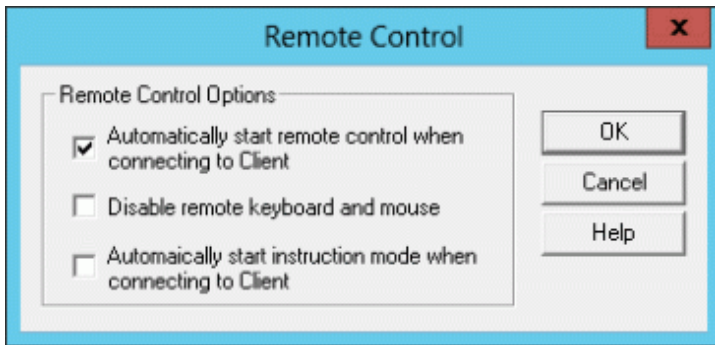 Remote Control
x
Remote Control Options
Automatically start remote control when
connecting to Client
Disable remote keyboard and mouse
Automaically start instruction mode when
connecting to Client
OK
Cancel
Help